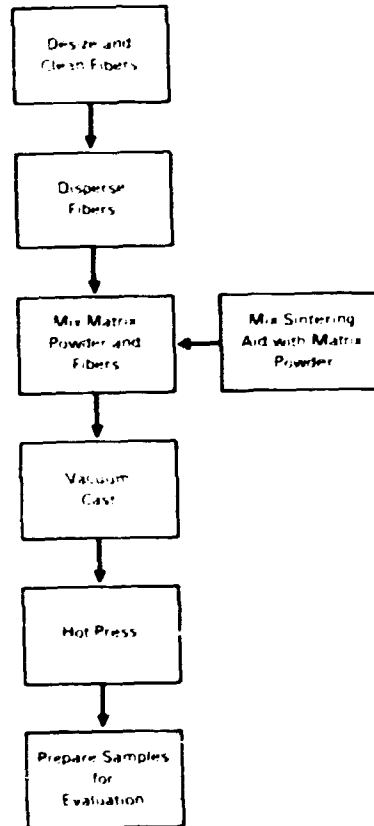 Desize and
Clean Fibers
Disperse
Fibers
Mix Matrix
Powder and
Fibers
Mix Sintering
Aid with Matrix
Powder
Vacuum
Cast
Hot Press
Prepare Samples
for
Evaluation